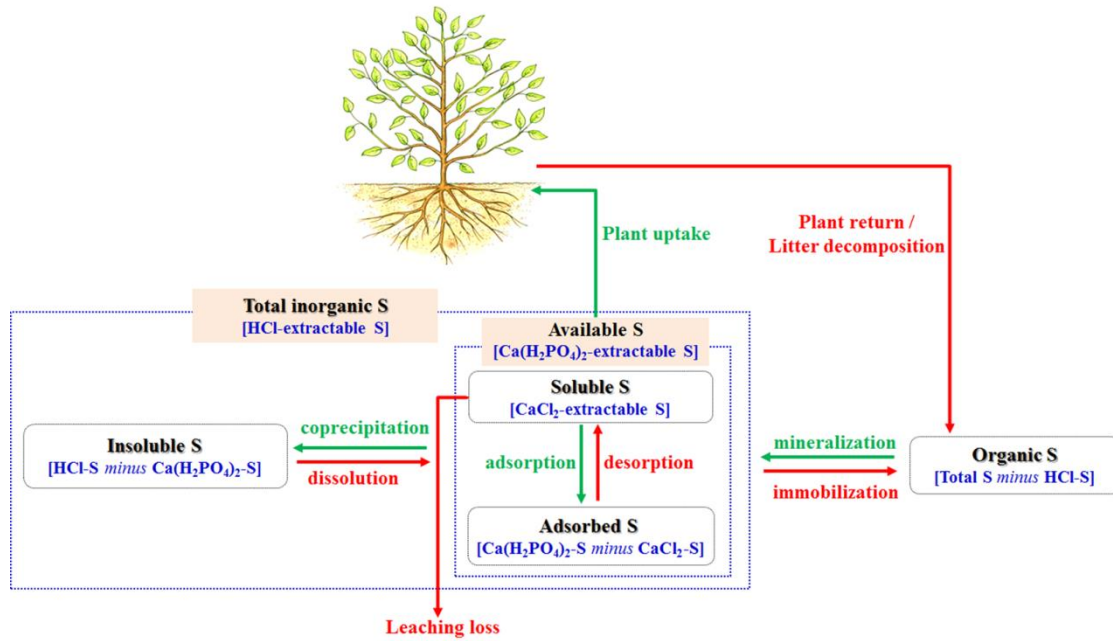 Plant uptake
Plant return /
Litter decomposition
Total inorganic S
[HCl-extractable S]
Available S
[Ca(H₂PO₄)₂-extractable S]
Soluble S
[CaCl₂-extractable S]
Insoluble S
[HCl-S minus Ca(H₂PO₄)₂-S]
coprecipitation
dissolution
adsorption
desorption
mineralization
immobilization
Organic S
[Total S minus HCl-S]
Adsorbed S
[Ca(H₂PO₄)₂-S minus CaCl₂-S]
Leaching loss